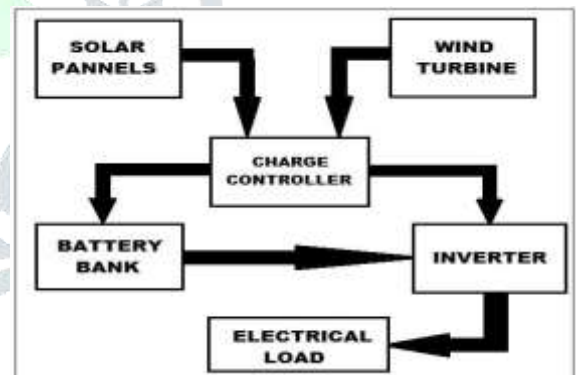 SOLAR
PANNELS
WIND
TURBINE
CHARGE
CONTROLLER
BATTERY
BANK
INVERTER
ELECTRICAL
LOAD